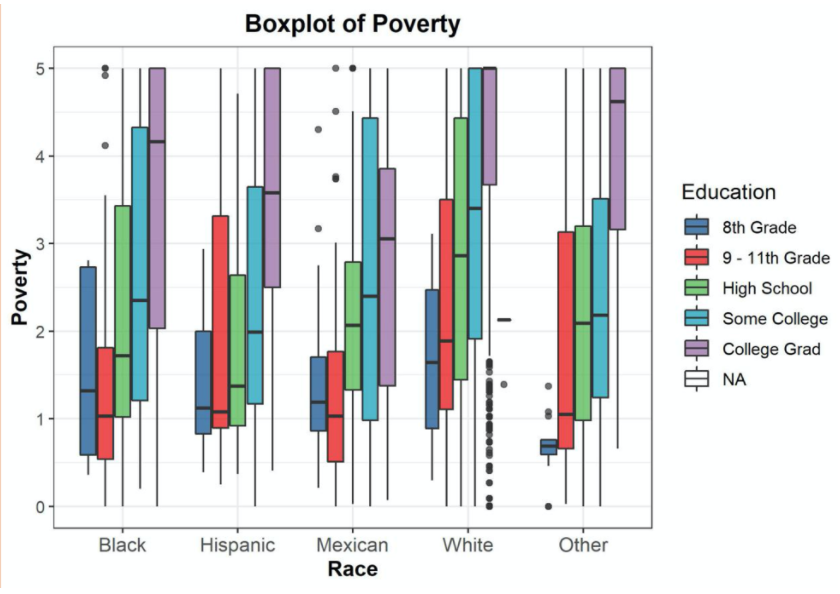 Boxplot of Poverty
5
4
3
2
1
0
Poverty
Black Hispanic Mexican White Other
Race
Education
8th Grade
9 - 11th Grade
High School
Some College
College Grad
NA